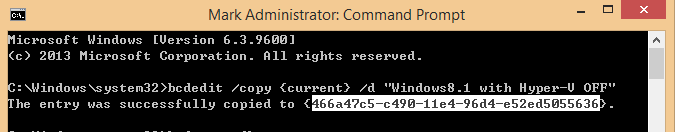 Mark Administrator: Command Prompt
Microsoft Windows [Version 6.3.9600]
(c) 2013 Microsoft Corporation. All rights reserved.
C:\Windows\system32>bcdedit /copy {current} /d "Windows8.1 with Hyper-V OFF"
The entry was successfully copied to {466a47c5-c490-11e4-96d4-e52ed5055636}.